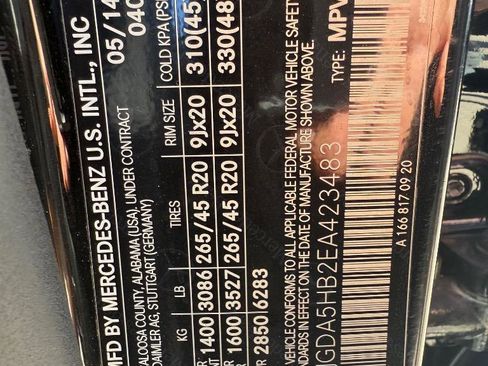 MFD BY MERCEDES-BENZ U.S. INTL., INC
ALOOSA COUNTY, ALABAMA (USA), UNDER CONTRACT
DAIMLER AG, STUTTGART (GERMANY)
05/14
KG LB TIRES RIM SIZE COLD KPA(PS
1400 3086 265/45 R20 9Jx20 310(45
1600 3527 265/45 R20 9Jx20 330(48
2850 6283
VEHICLE CONFORMS TO ALL APPLICABLE FEDERAL MOTOR VEHICLE SAFETY
STANDARDS IN EFFECT ON THE DATE OF MANUFACTURE SHOWN ABOVE.
JGDA5HB2EA423483 TYPE: MPV
A 166 817 09 20